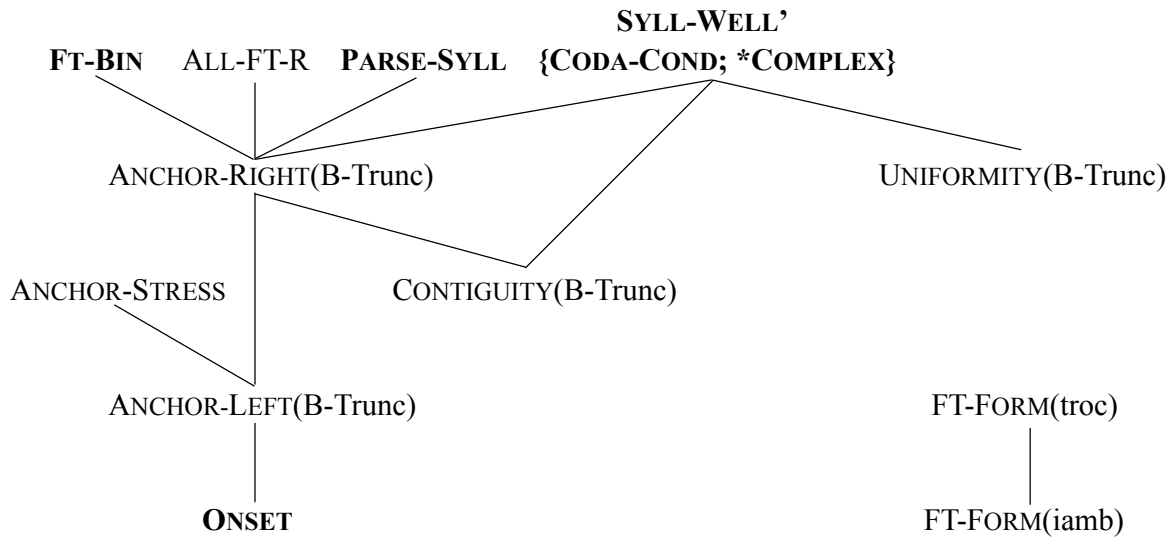 SYLL-WELL’
FT-BIN ALL-FT-R PARSE-SYLL {CODA-COND; *COMPLEX}
ANCHOR-RIGHT(B-Trunc) UNIFORMITY(B-Trunc)
ANCHOR-STRESS CONTIGUITY(B-Trunc)
ANCHOR-LEFT(B-Trunc) FT-FORM(troc)
ONSET FT-FORM(iamb)